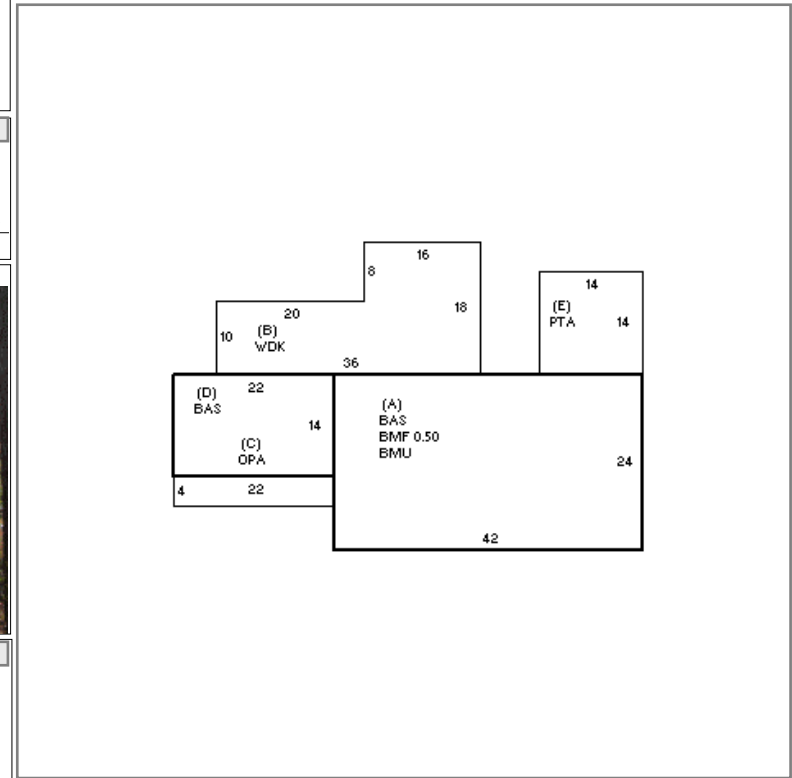 16
8
14
20
(B)
WDK
18
(E)
PTA
14
10
36
(D)
BAS
22
(A)
BAS
BMF 0.50
BMU
14
(C)
OPA
24
4
22
42